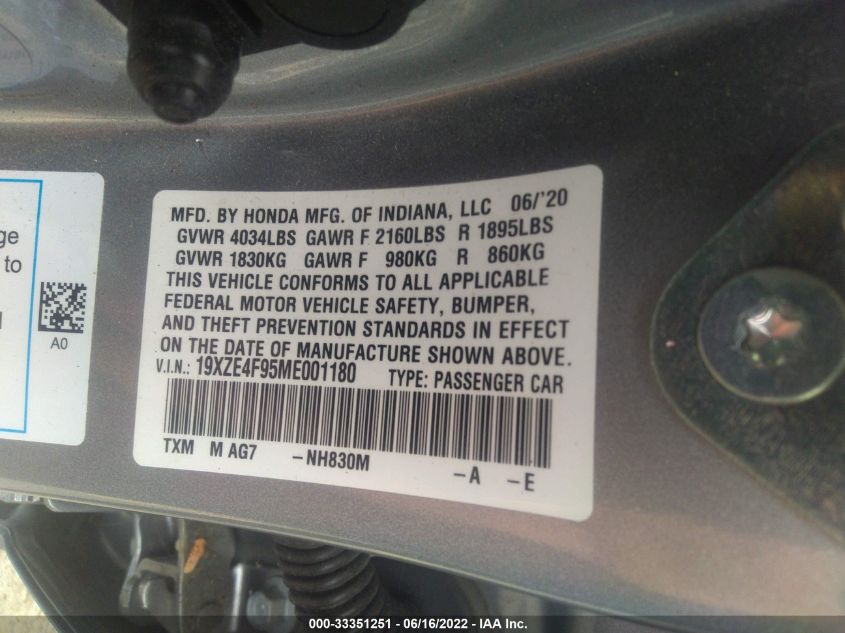 ge
to
A0
MFD. BY HONDA MFG. OF INDIANA, LLC 06/'20
GVWR 4034LBS GAWR F 2160LBS R 1895LBS
GVWR 1830KG GAWR F 980KG R 860KG
THIS VEHICLE CONFORMS TO ALL APPLICABLE
FEDERAL MOTOR VEHICLE SAFETY, BUMPER,
AND THEFT PREVENTION STANDARDS IN EFFECT
ON THE DATE OF MANUFACTURE SHOWN ABOVE.
V.I.N.: 19XZE4F95ME001180 TYPE: PASSENGER CAR
TXM M AG7 -NH830M -A -E
000-33351251 - 06/16/2022 - IAA Inc.